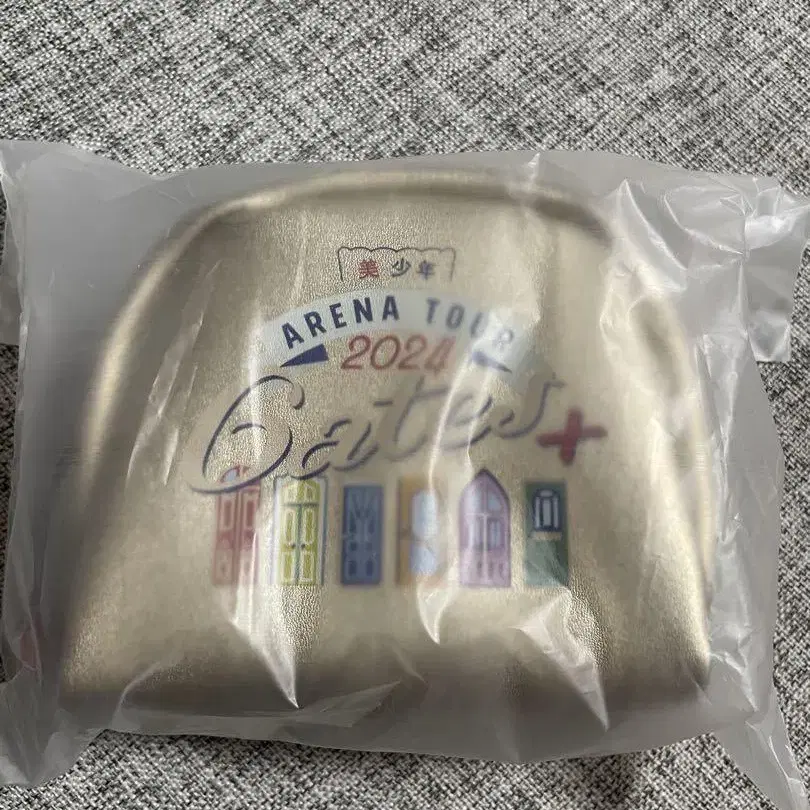 美 少年
ARENA TOUR
2024
Gates+